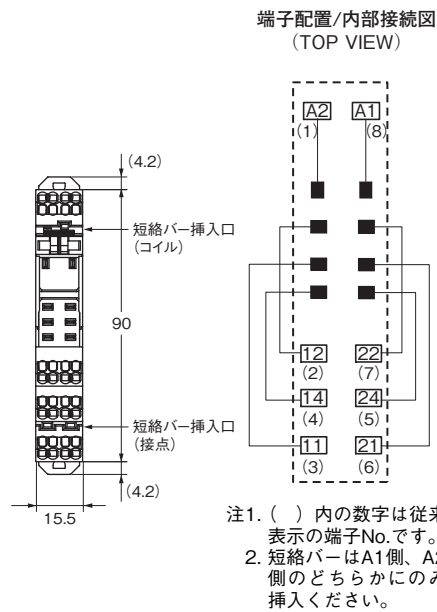 端子配置/内部接続図
(TOP VIEW)
A2 A1
(1) (8)
(4.2)
短絡バー挿入口
(コイル)
90
12 22
(2) (7)
14 24
(4) (5)
短絡バー挿入口
(接点)
11 21
(3) (6)
(4.2)
15.5
注1. ( )内の数字は従来
表示の端子No.です。
2. 短絡バーはA1側、A2
側のどちらかにのみ
挿入ください。